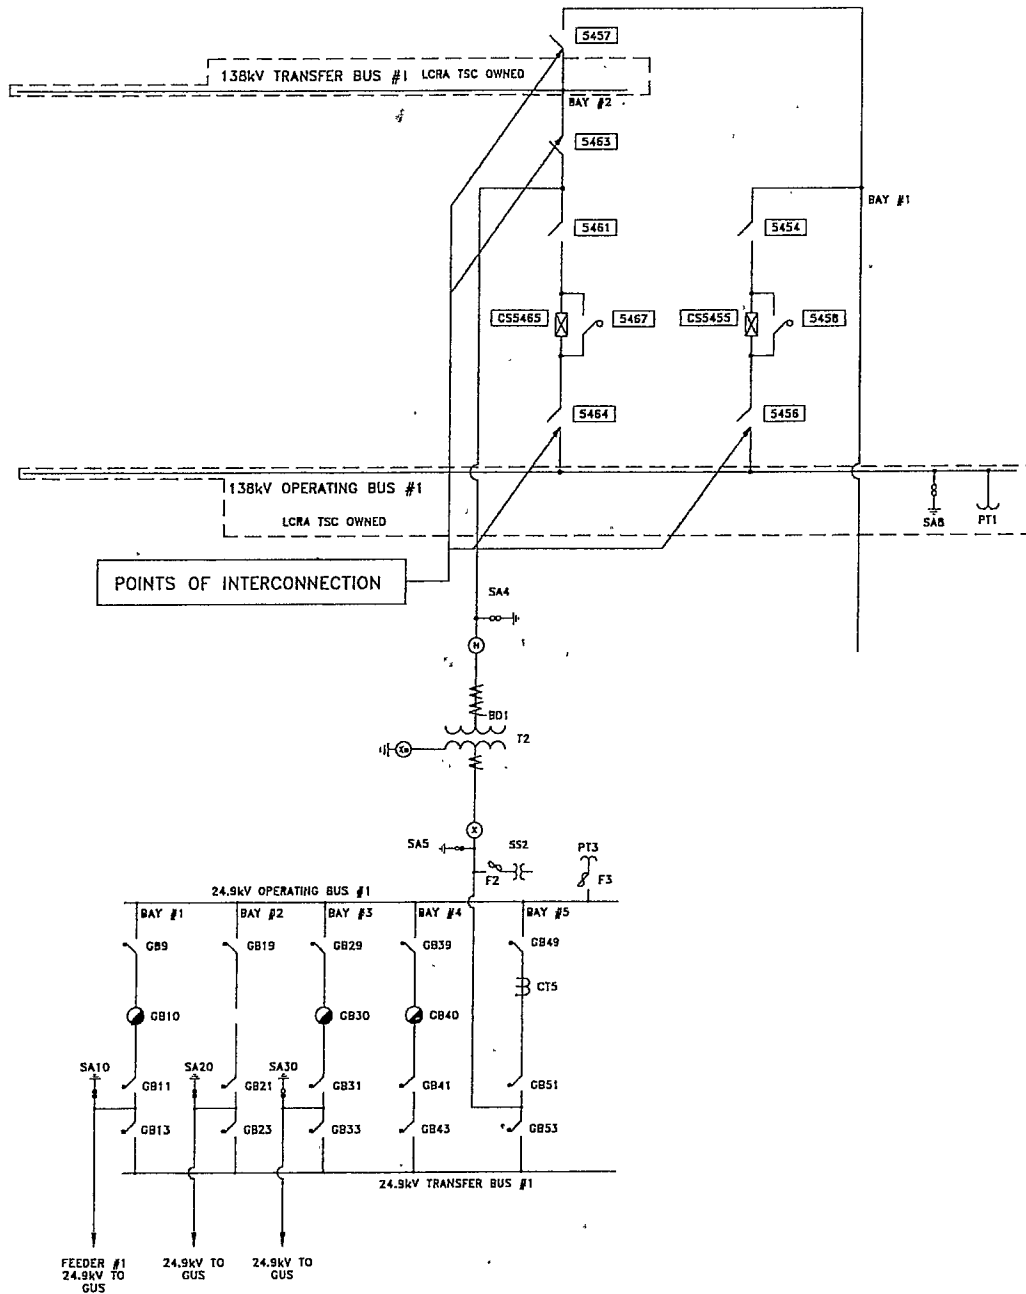 5457
138kV TRANSFER BUS #1 LCRA TSC OWNED
BAY #2
5463
BAY #1
5461
5454
CS5465
5467
CS5455
5458
5464
5456
138kV OPERATING BUS #1
LCRA TSC OWNED
SA8
PT1
POINTS OF INTERCONNECTION
SA4
H
BD1
T2
X
SA5
SS2
PT3
F2
F3
24.9kV OPERATING BUS #1
BAY #1
BAY #2
BAY #3
BAY #4
BAY #5
GB9
GB19
GB29
GB39
GB49
CT5
GB10
GB30
GB40
SA10
SA20
SA30
GB11
GB21
GB31
GB41
GB51
GB13
GB23
GB33
GB43
GB53
24.9kV TRANSFER BUS #1
FEEDER #1
24.9kV TO
GUS
24.9kV TO
GUS
24.9kV TO
GUS